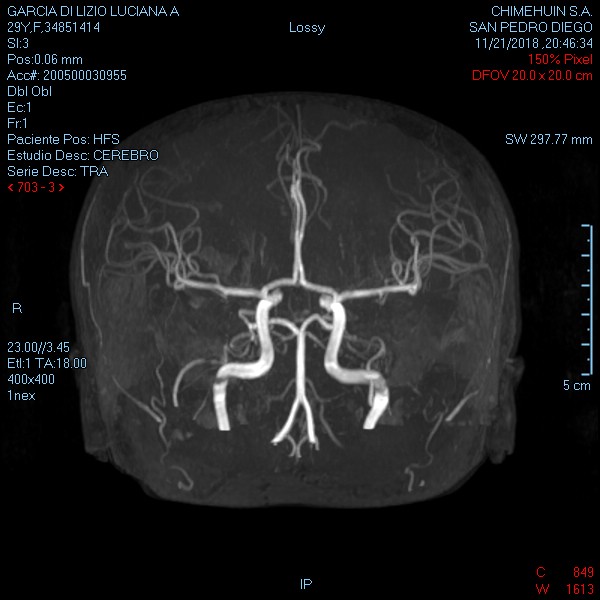 GARCIA DI LIZIO LUCIANA A
29Y,F,34851414
Sl:3
Pos:0.06 mm
Acc#: 200500030955
Dbl Obl
Ec:1
Fr:1
Paciente Pos: HFS
Estudio Desc: CEREBRO
Serie Desc: TRA
< 703 - 3 >
Lossy
CHIMEHUIN S.A.
SAN PEDRO DIEGO
11/21/2018 ,20:46:34
150% Pixel
DFOV 20.0 x 20.0 cm
SW 297.77 mm
R
23.00//3.45
Etl:1 TA:18.00
400x400
1nex
5 cm
IP
C 849
W 1613